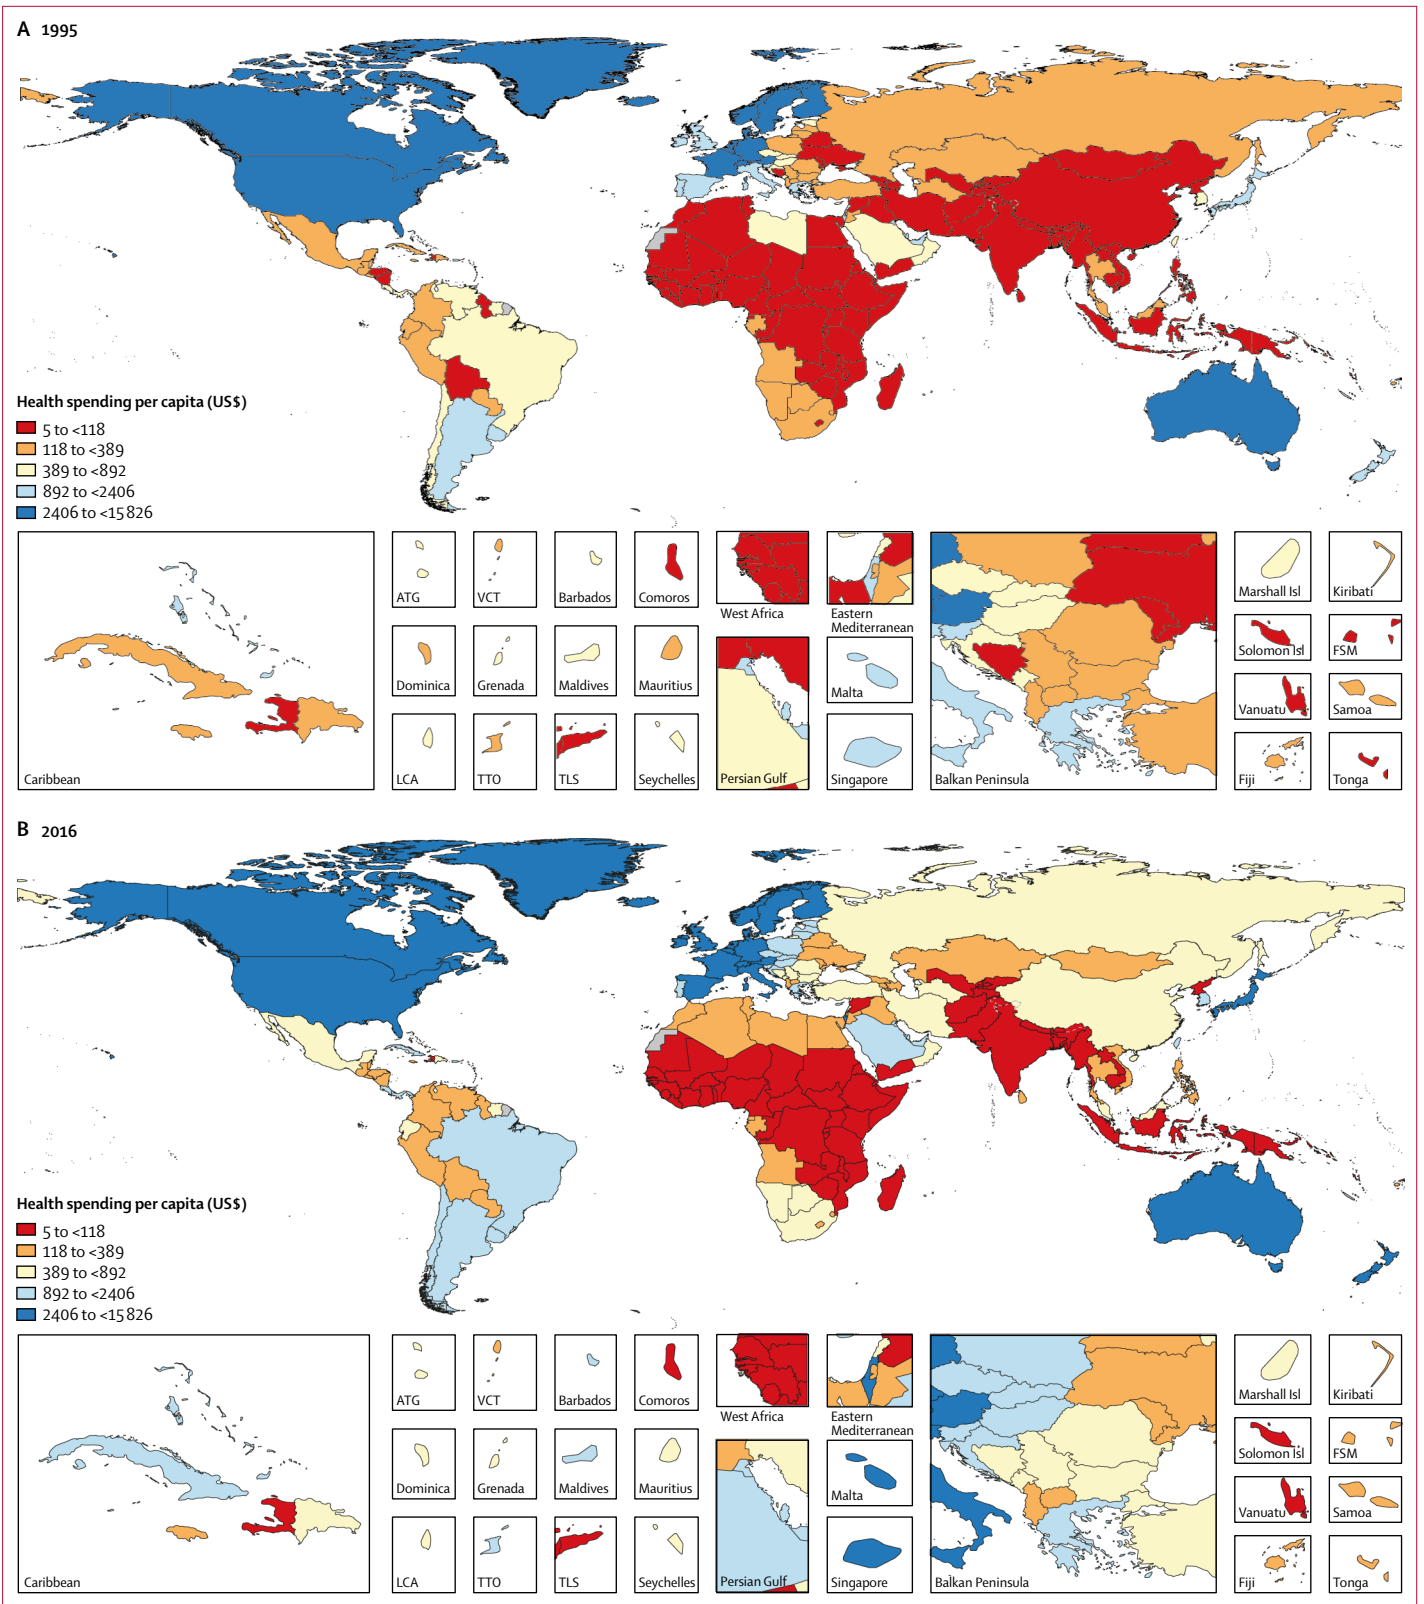 A 1995
Health spending per capita (US$)
5 to <118
118 to <389
389 to <892
892 to <2406
2406 to <15 826
Caribbean
ATG
VCT
Barbados
Comoros
Dominica
Grenada
Maldives
Mauritius
LCA
TTO
TLS
Seychelles
West Africa
Eastern
Mediterranean
Persian Gulf
Malta
Singapore
Balkan Peninsula
Marshall Isl
Kiribati
Solomon Isl
FSM
Vanuatu
Samoa
Fiji
Tonga
B 2016
Health spending per capita (US$)
5 to <118
118 to <389
389 to <892
892 to <2406
2406 to <15 826
Caribbean
ATG
VCT
Barbados
Comoros
Dominica
Grenada
Maldives
Mauritius
LCA
TTO
TLS
Seychelles
West Africa
Eastern
Mediterranean
Persian Gulf
Malta
Singapore
Balkan Peninsula
Marshall Isl
Kiribati
Solomon Isl
FSM
Vanuatu
Samoa
Fiji
Tonga